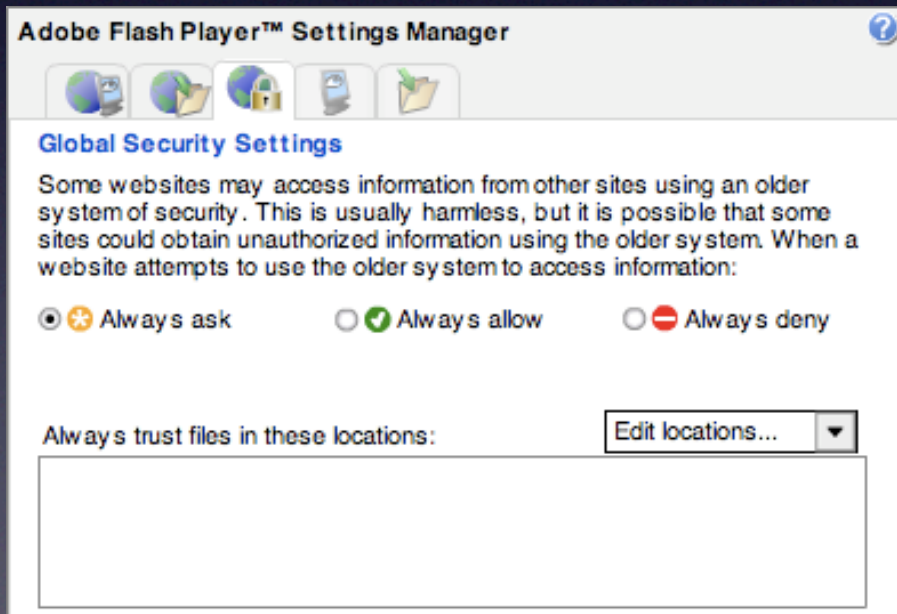 Adobe Flash Player™ Settings Manager
?
Global Security Settings
Some websites may access information from other sites using an older
system of security. This is usually harmless, but it is possible that some
sites could obtain unauthorized information using the older system. When a
website attempts to use the older system to access information:
Always ask Always allow Always deny
Always trust files in these locations: Edit locations...